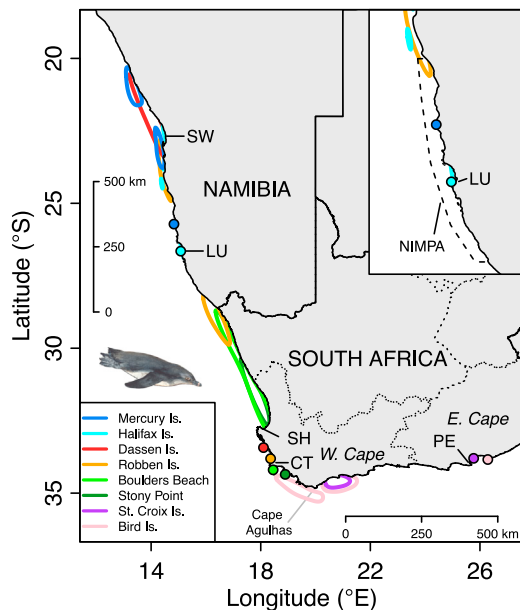 20
25
30
35
Latitude (°S)
14
18
22
26
Longitude (°E)
SW
NAMIBIA
500 km
250
0
LU
LU
NIMPA
SOUTH AFRICA
E. Cape
PE
SH
W. Cape
CT
Cape
Agulhas
0 250 500 km
Mercury Is.
Halifax Is.
Dassen Is.
Robben Is.
Boulders Beach
Stony Point
St. Croix Is.
Bird Is.